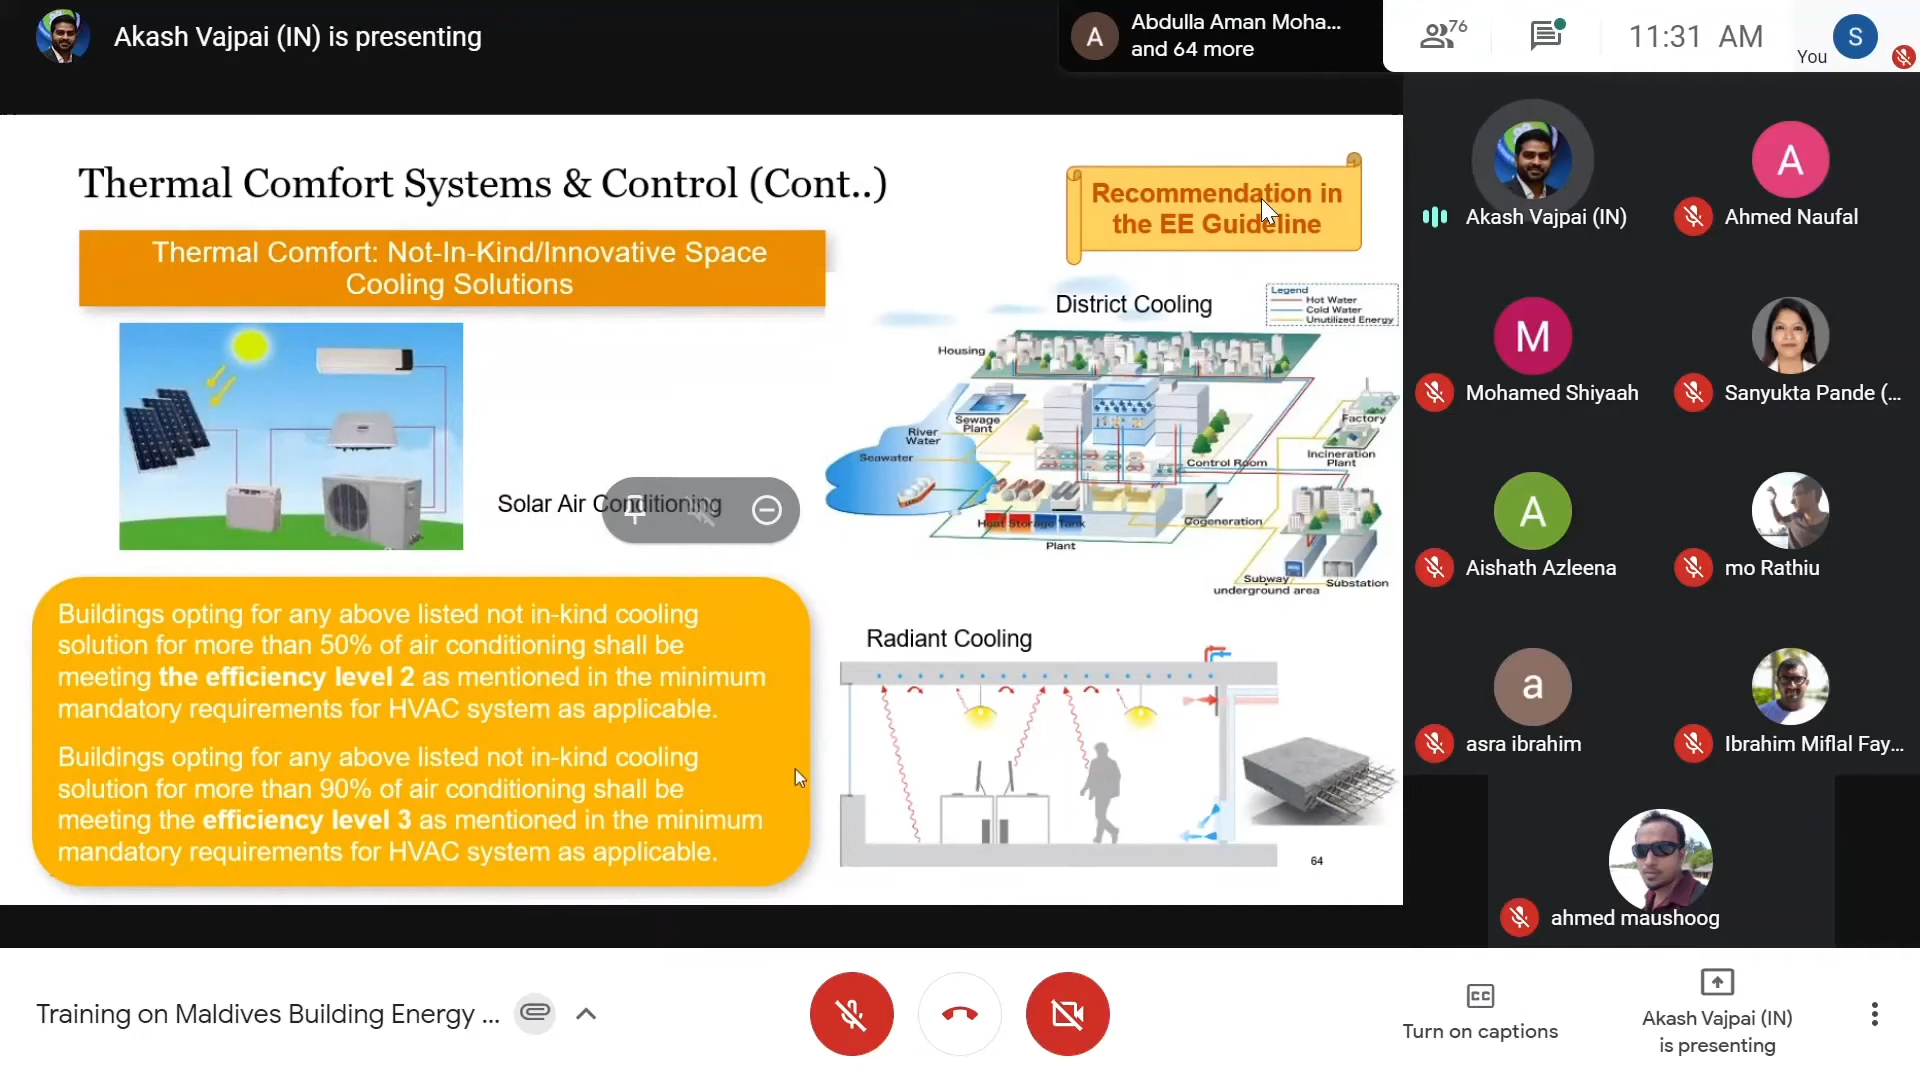 Akash Vajpai (IN) is presenting
A
Abdulla Aman Moha...
and 64 more
76
11:31 AM
You
S
Thermal Comfort Systems & Control (Cont..)
Recommendation in
the EE Guideline
Thermal Comfort: Not-In-Kind/Innovative Space
Cooling Solutions
Solar Air Conditioning
District Cooling
Legend
Hot Water
Cold Water
Unutilized Energy
Housing
Sewage
Plant
River
Water
Seawater
Factory
Incineration
Plant
Control Room
Heat Storage Tank
Cogeneration
Plant
Subway
underground area
Substation
Buildings opting for any above listed not in-kind cooling
solution for more than 50% of air conditioning shall be
meeting the efficiency level 2 as mentioned in the minimum
mandatory requirements for HVAC system as applicable.
Buildings opting for any above listed not in-kind cooling
solution for more than 90% of air conditioning shall be
meeting the efficiency level 3 as mentioned in the minimum
mandatory requirements for HVAC system as applicable.
Radiant Cooling
64
Akash Vajpai (IN)
A
Ahmed Naufal
M
Mohamed Shiyaah
Sanyukta Pande (...
A
Aishath Azleena
mo Rathiu
a
asra ibrahim
Ibrahim Miflal Fay...
ahmed maushoog
Training on Maldives Building Energy ...
CC
Turn on captions
Akash Vajpai (IN)
is presenting